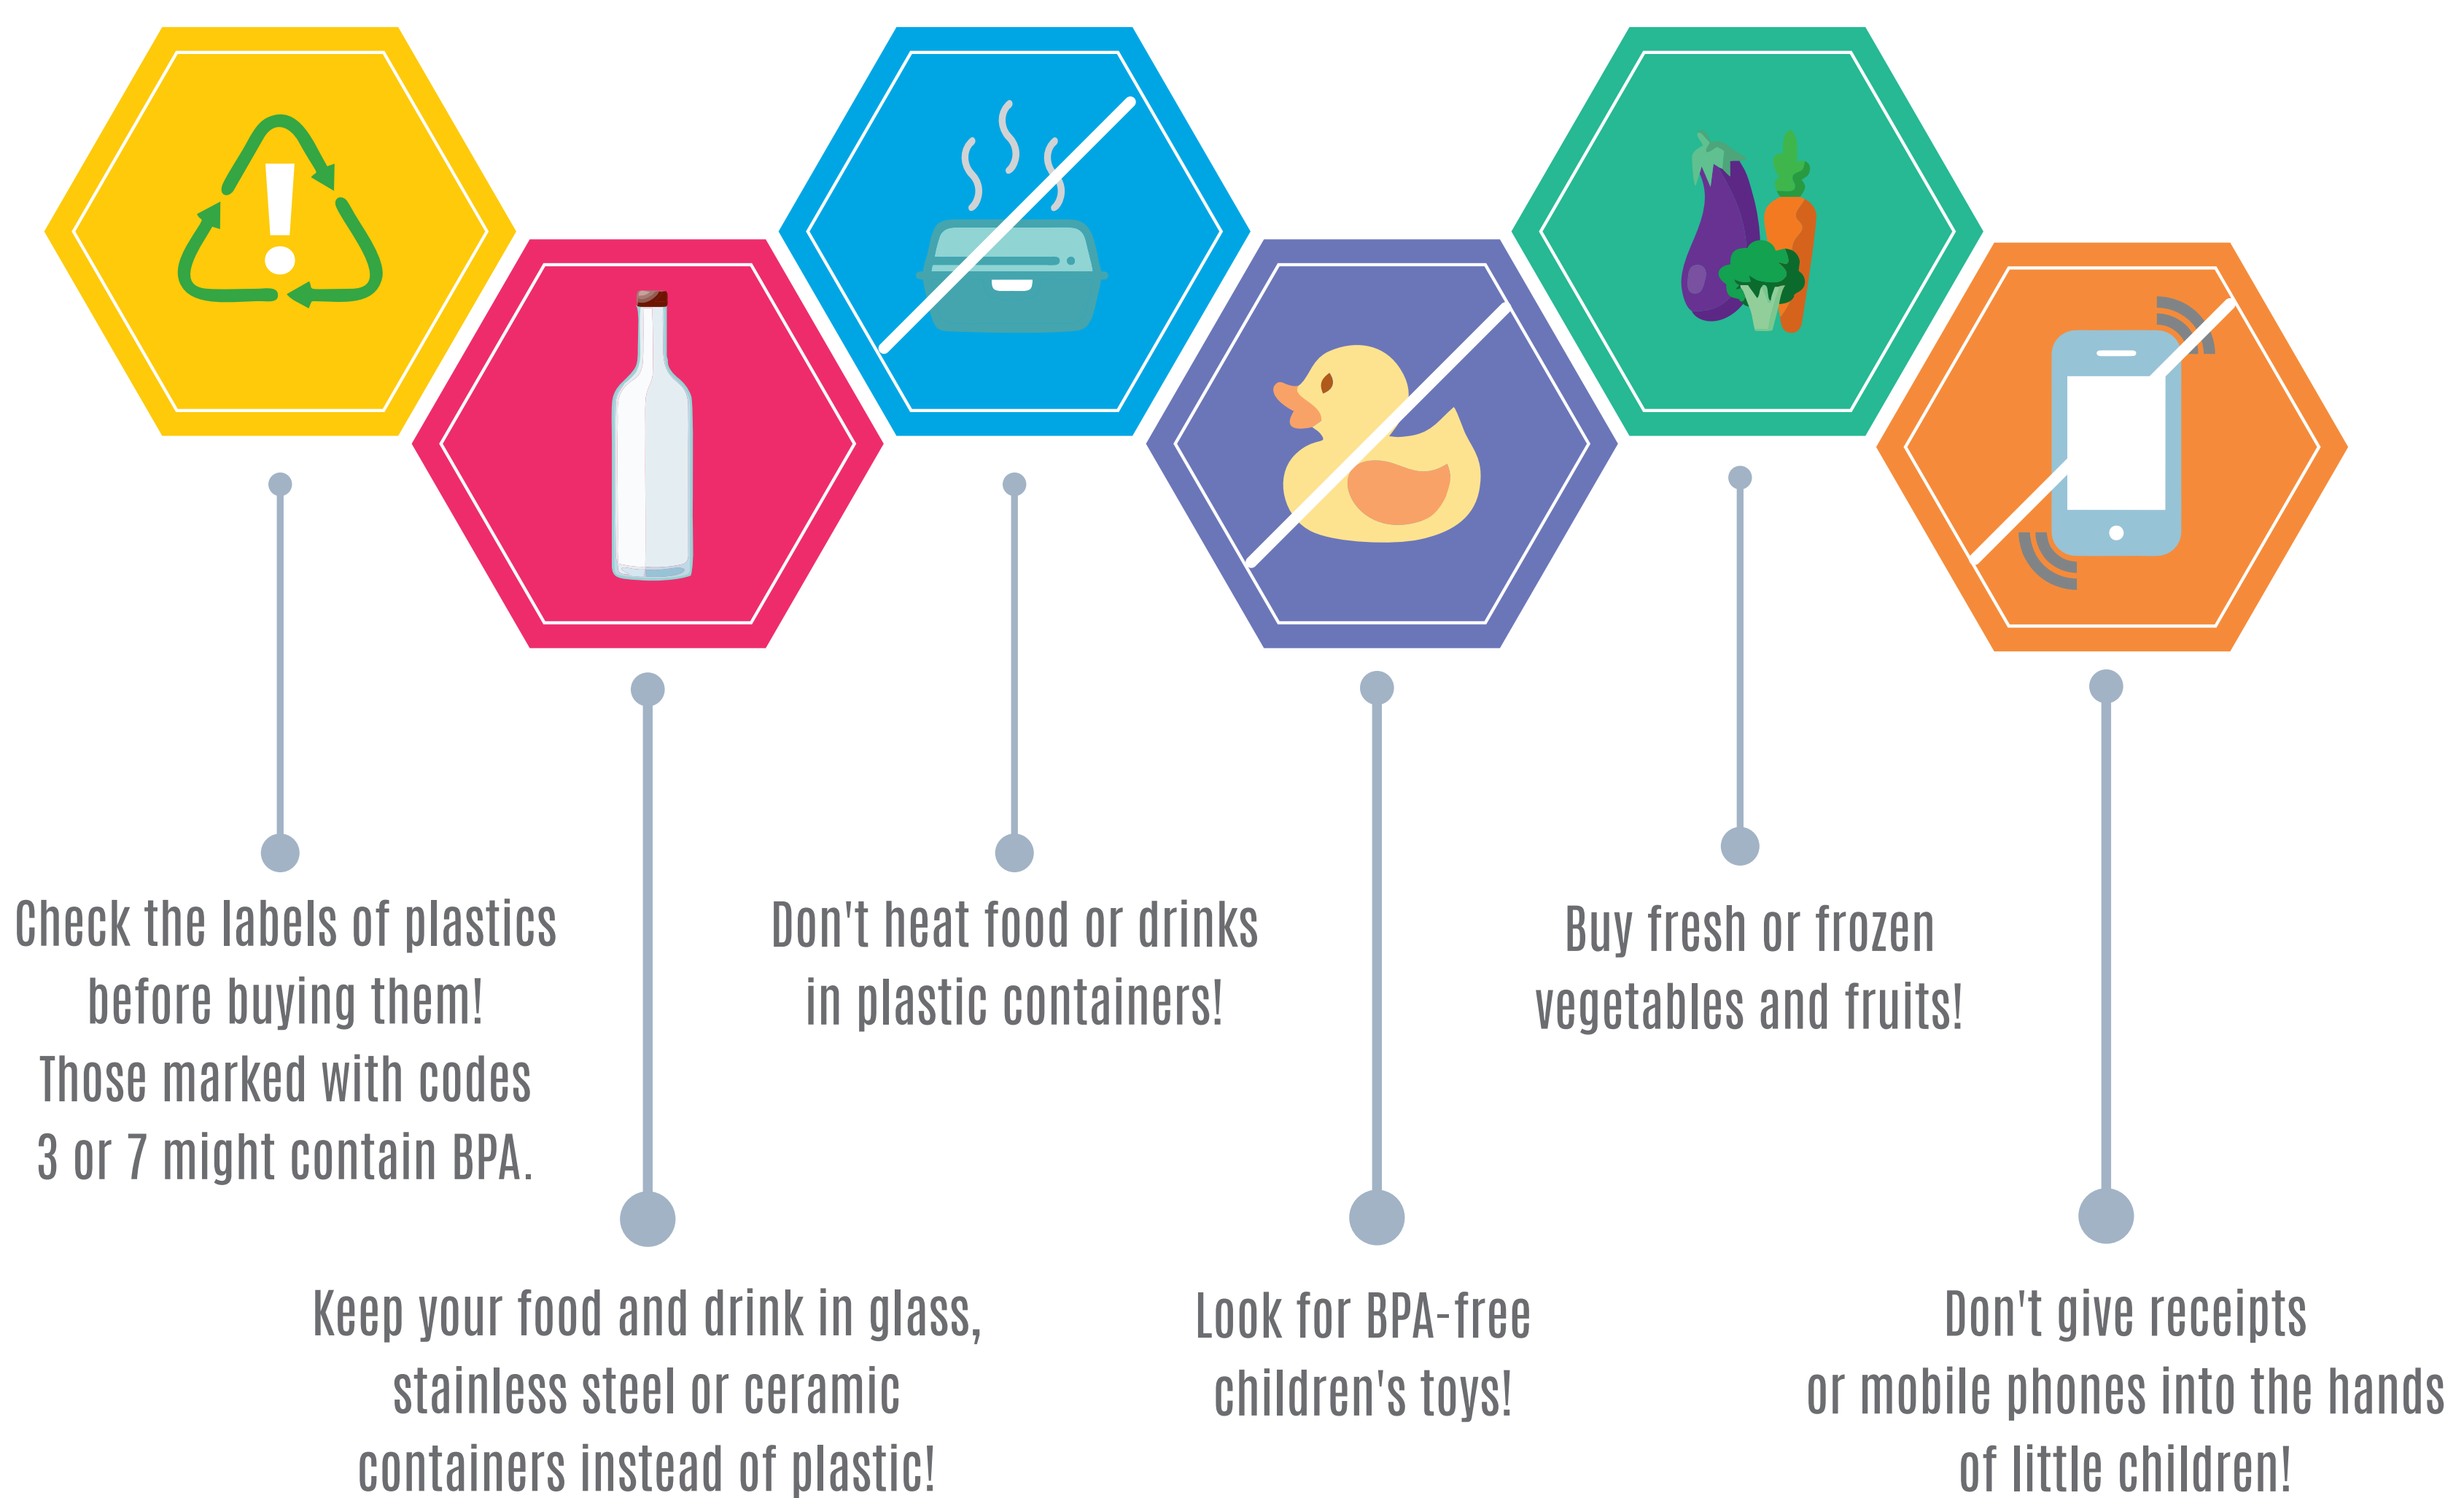 Check the labels of plastics
before buying them!
Those marked with codes
3 or 7 might contain BPA.
Keep your food and drink in glass,
stainless steel or ceramic
containers instead of plastic!
Don't heat food or drinks
in plastic containers!
Look for BPA-free
children's toys!
Buy fresh or frozen
vegetables and fruits!
Don't give receipts
or mobile phones into the hands
of little children!